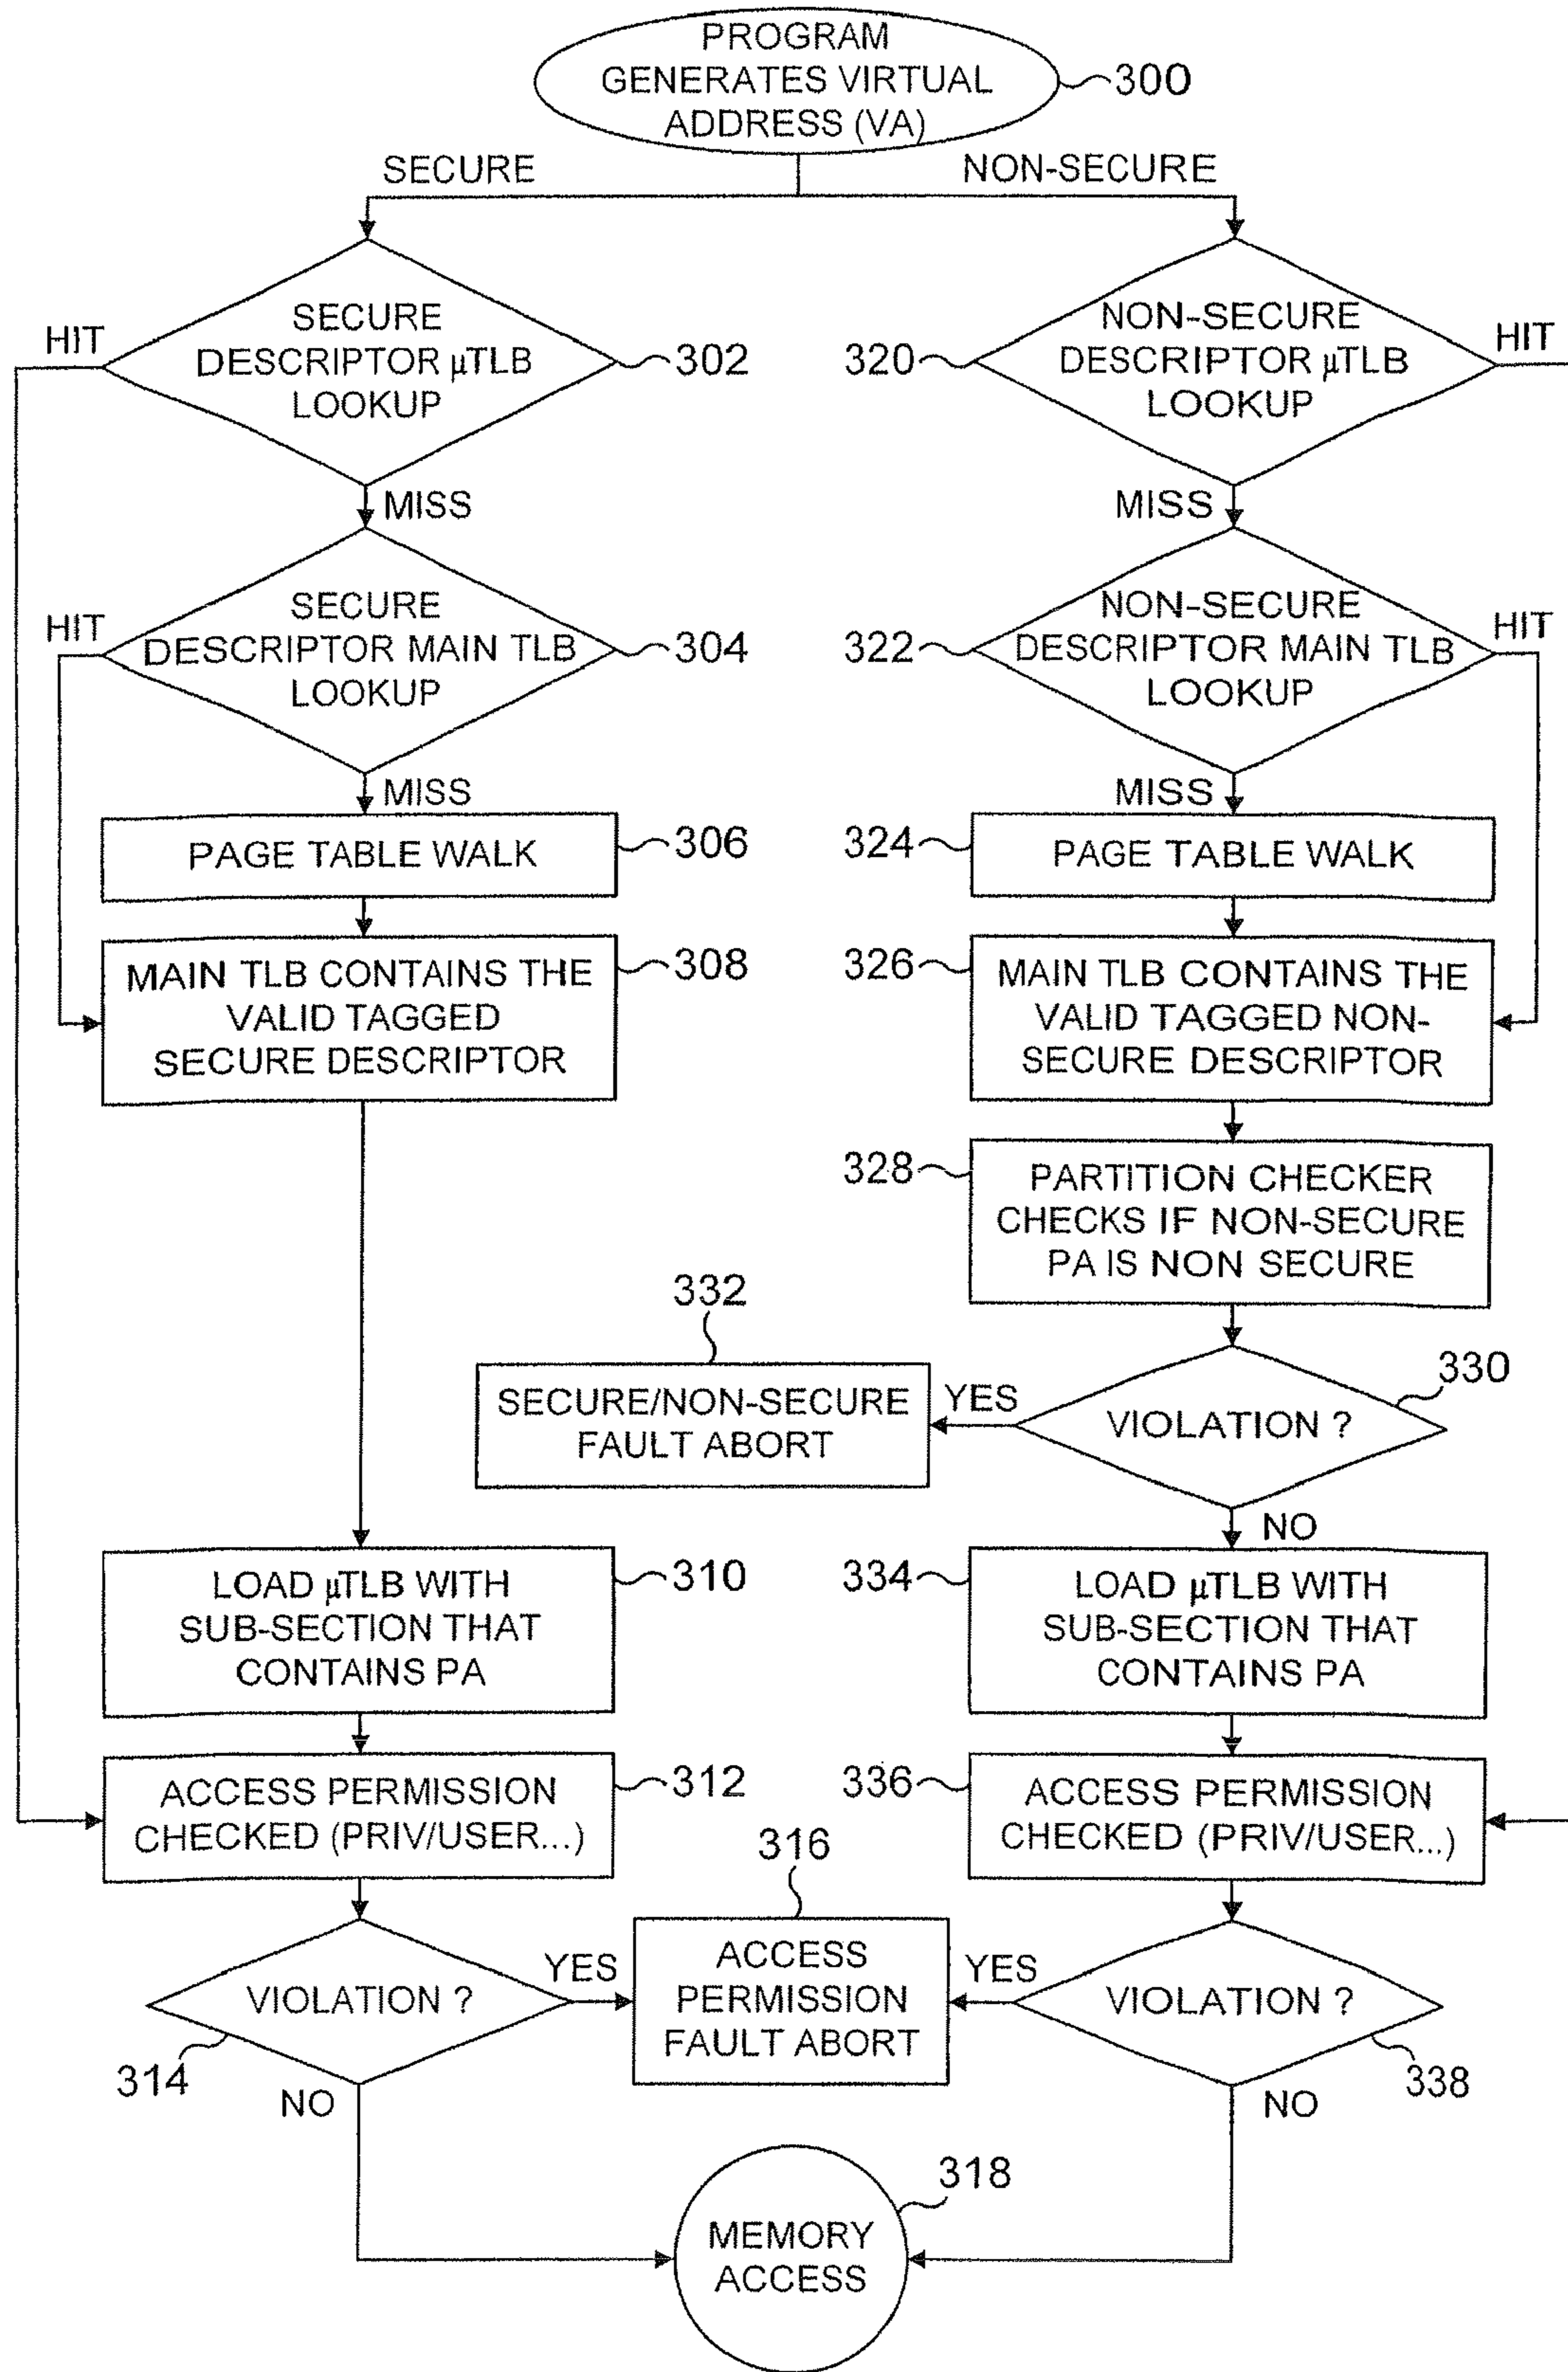 PROGRAM
GENERATES VIRTUAL
ADDRESS (VA)
300
SECURE
NON-SECURE
HIT
SECURE
DESCRIPTOR µTLB
LOOKUP
302
320
NON-SECURE
DESCRIPTOR µTLB
LOOKUP
HIT
MISS
MISS
HIT
SECURE
DESCRIPTOR MAIN TLB
LOOKUP
304
322
NON-SECURE
DESCRIPTOR MAIN TLB
LOOKUP
HIT
MISS
MISS
PAGE TABLE WALK
306
324
PAGE TABLE WALK
MAIN TLB CONTAINS THE
VALID TAGGED
SECURE DESCRIPTOR
308
326
MAIN TLB CONTAINS THE
VALID TAGGED NON-
SECURE DESCRIPTOR
328
PARTITION CHECKER
CHECKS IF NON-SECURE
PA IS NON SECURE
332
SECURE/NON-SECURE
FAULT ABORT
YES
VIOLATION ?
330
NO
LOAD µTLB WITH
SUB-SECTION THAT
CONTAINS PA
310
334
LOAD µTLB WITH
SUB-SECTION THAT
CONTAINS PA
ACCESS PERMISSION
CHECKED (PRIV/USER...)
312
336
ACCESS PERMISSION
CHECKED (PRIV/USER...)
316
VIOLATION ?
314
YES
ACCESS
PERMISSION
FAULT ABORT
YES
VIOLATION ?
338
NO
NO
318
MEMORY
ACCESS